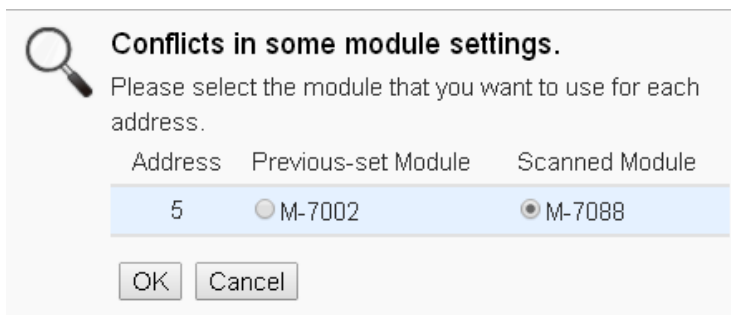 Conflicts in some module settings.
Please select the module that you want to use for each
address.
Address Previous-set Module Scanned Module
5 M-7002 M-7088
OK Cancel